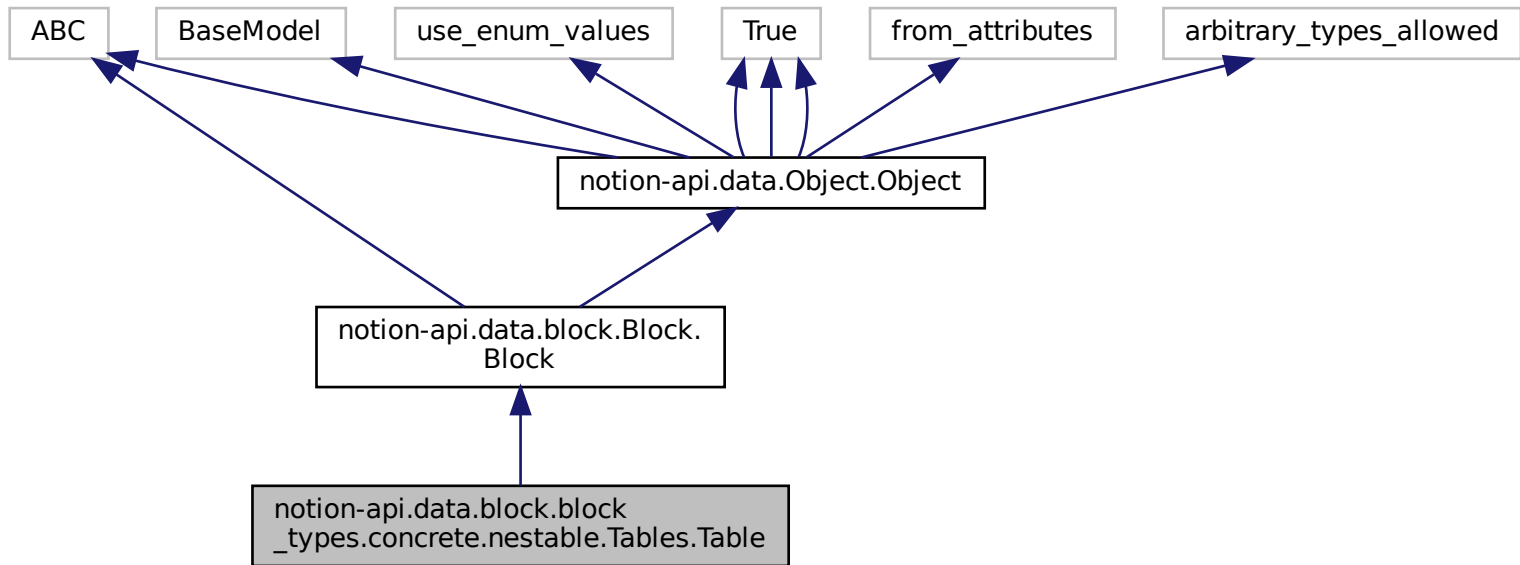 ABC
BaseModel
use_enum_values
True
from_attributes
arbitrary_types_allowed
notion-api.data.Object.Object
notion-api.data.block.Block.
Block
notion-api.data.block.block
_types.concrete.nestable.Tables.Table